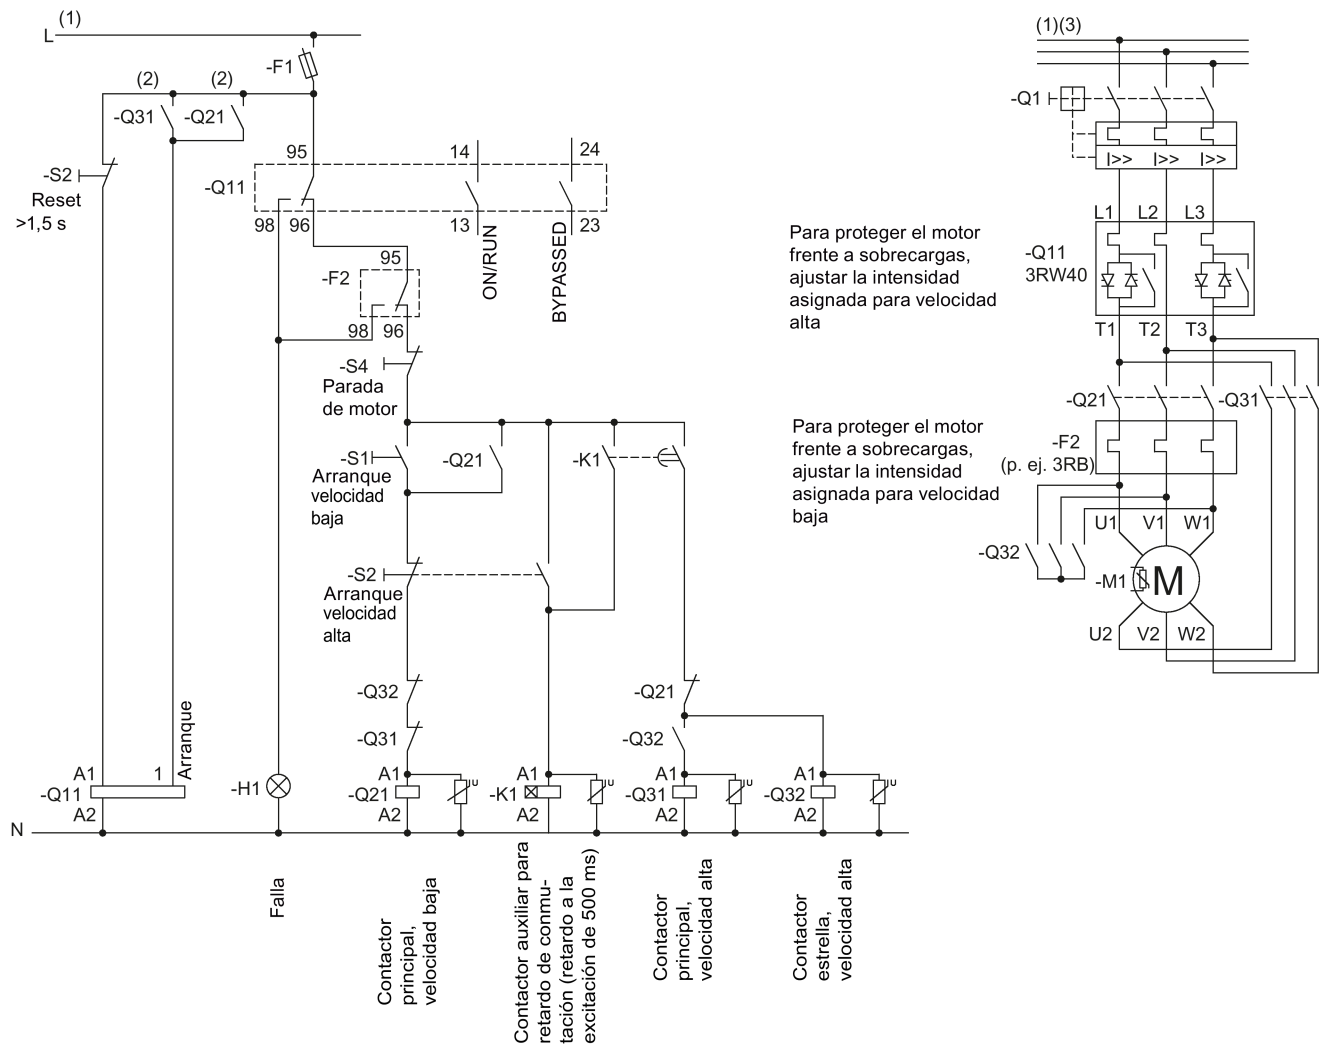 (1)
L
-F1
(2)
(2)
-Q31
-Q21
-S2
Reset
>1,5 s
95
14
24
-Q11
98
96
13
23
ON/RUN
BYPASSED
95
-F2
98
96
-S4
Parada
de motor
-S1
Arranque
velocidad
baja
-Q21
-K1
-S2
Arranque
velocidad
alta
-Q32
-Q31
-Q21
-Q32
Arranque
A1
1
-Q11
A2
-H1
A1
-Q21
A2
U
A1
-K1
A2
U
A1
-Q31
A2
U
A1
-Q32
A2
U
N
Falla
Contactor
principal,
velocidad baja
Contactor auxiliar para
retardo de conmu-
tación (retardo a la
excitación de 500 ms)
Contactor
principal,
velocidad alta
Contactor
estrella,
velocidad alta
(1)(3)
-Q1
I>>
I>>
I>>
L1
L2
L3
-Q11
3RW40
T1
T2
T3
Para proteger el motor
frente a sobrecargas,
ajustar la intensidad
asignada para velocidad
alta
-Q21
-Q31
-F2
(p. ej. 3RB)
Para proteger el motor
frente a sobrecargas,
ajustar la intensidad
asignada para velocidad
baja
U1
V1
W1
-Q32
-M1
M
U2
V2
W2